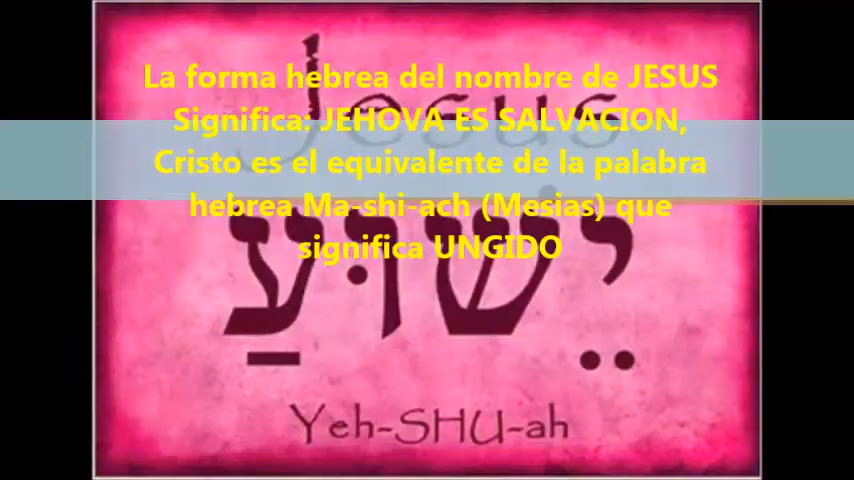 Jesus
La forma hebrea del nombre de JESUS
Significa: JEHOVA ES SALVACION,
Cristo es el equivalente de la palabra
hebrea Ma-shi-ach (Mesias) que
significa UNGIDO
יֵשׁוּעַ
Yeh-SHU-ah